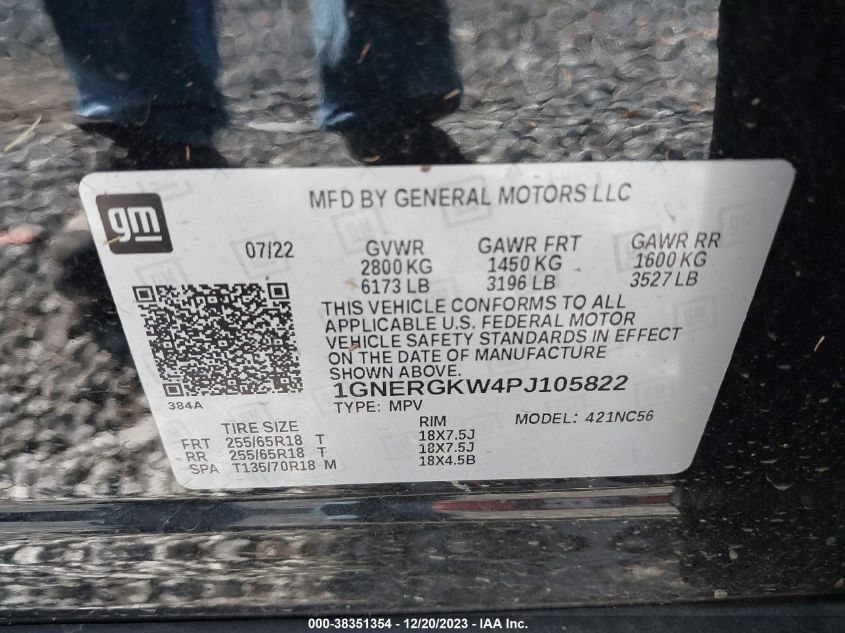 gm
MFD BY GENERAL MOTORS LLC
07/22 GVWR GAWR FRT GAWR RR
2800 KG 1450 KG 1600 KG
6173 LB 3196 LB 3527 LB
THIS VEHICLE CONFORMS TO ALL
APPLICABLE U.S. FEDERAL MOTOR
VEHICLE SAFETY STANDARDS IN EFFECT
ON THE DATE OF MANUFACTURE
SHOWN ABOVE.
1GNERGKW4PJ105822
384A TYPE: MPV MODEL: 421NC56
TIRE SIZE RIM
FRT 255/65R18 T 18X7.5J
RR 255/65R18 T 18X7.5J
SPA T135/70R18 M 18X4.5B
000-38351354 | 12/20/2023 – © Copyright IAA, LLC.